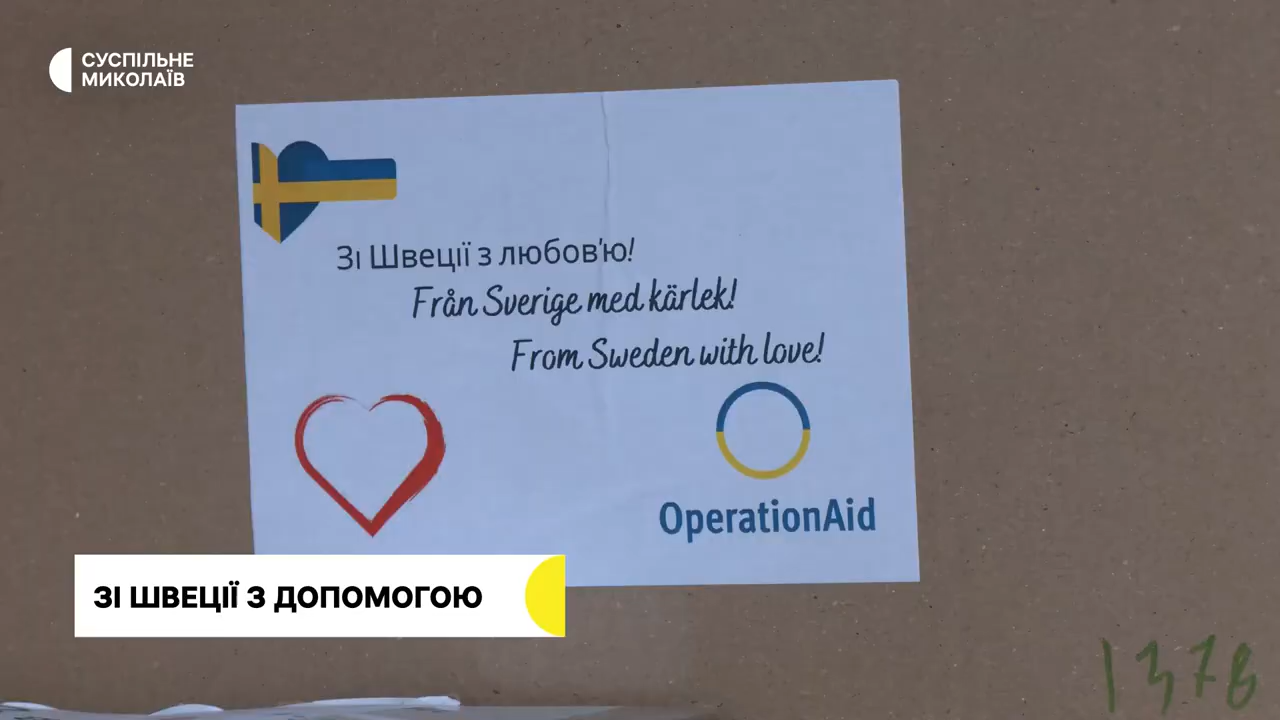 СУСПІЛЬНЕ
МИКОЛАЇВ
Зі Швеції з любов'ю!
Från Sverige med kärlek!
From Sweden with love!
OperationAid
ЗІ ШВЕЦІЇ З ДОПОМОГОЮ
1378